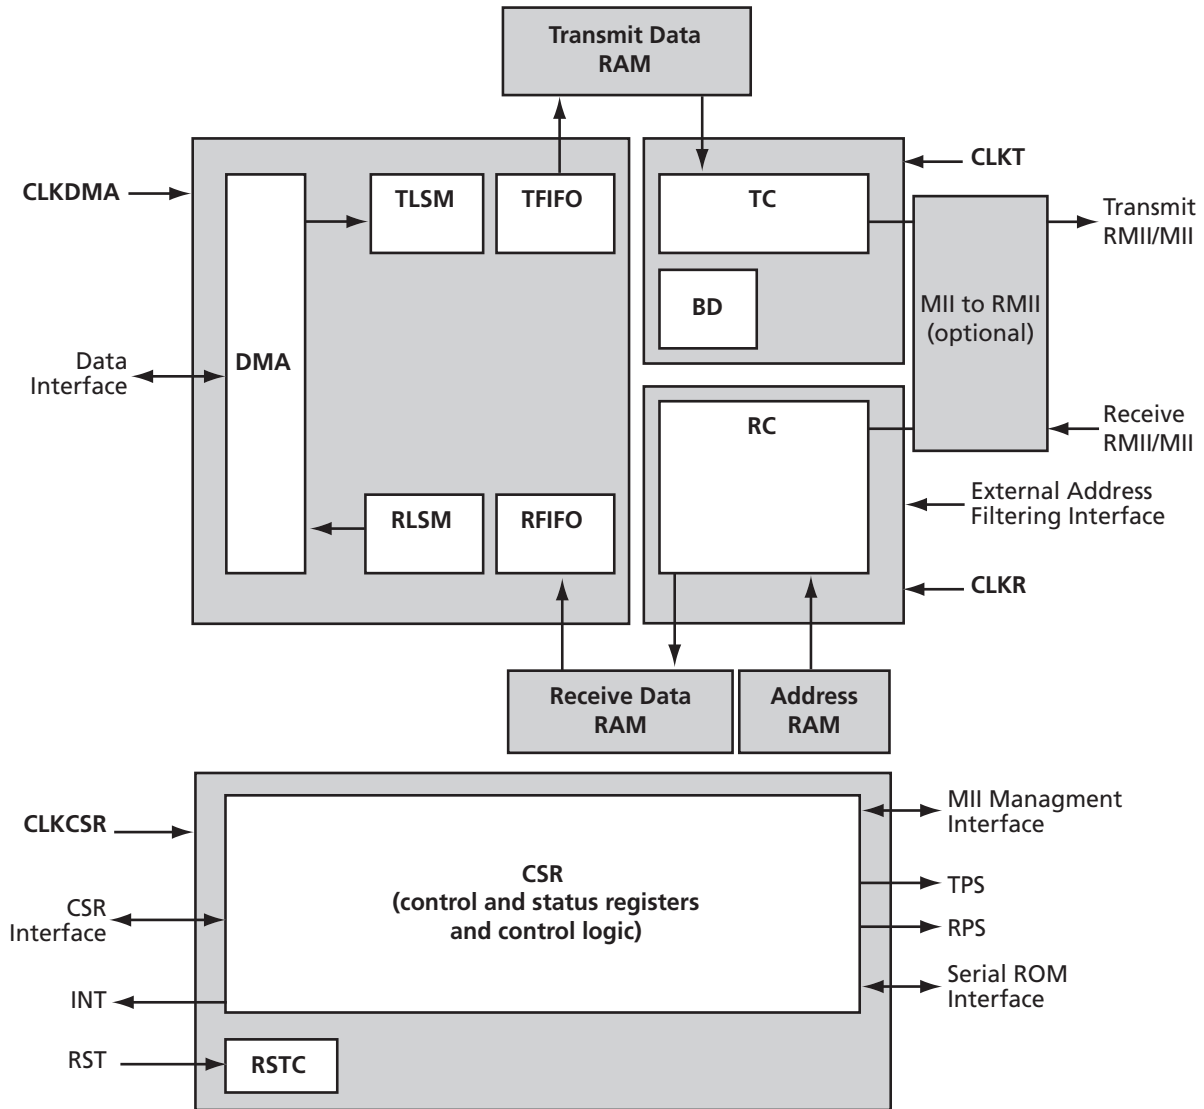 Transmit Data
RAM
CLKDMA
TLSM
TFIFO
TC
CLKT
Transmit
RMII/MII
BD
MII to RMII
(optional)
Data
Interface
DMA
RC
Receive
RMII/MII
External Address
Filtering Interface
RLSM
RFIFO
CLKR
Receive Data
RAM
Address
RAM
CLKCSR
MII Managment
Interface
CSR
(control and status registers
and control logic)
TPS
CSR
Interface
RPS
INT
Serial ROM
Interface
RST
RSTC